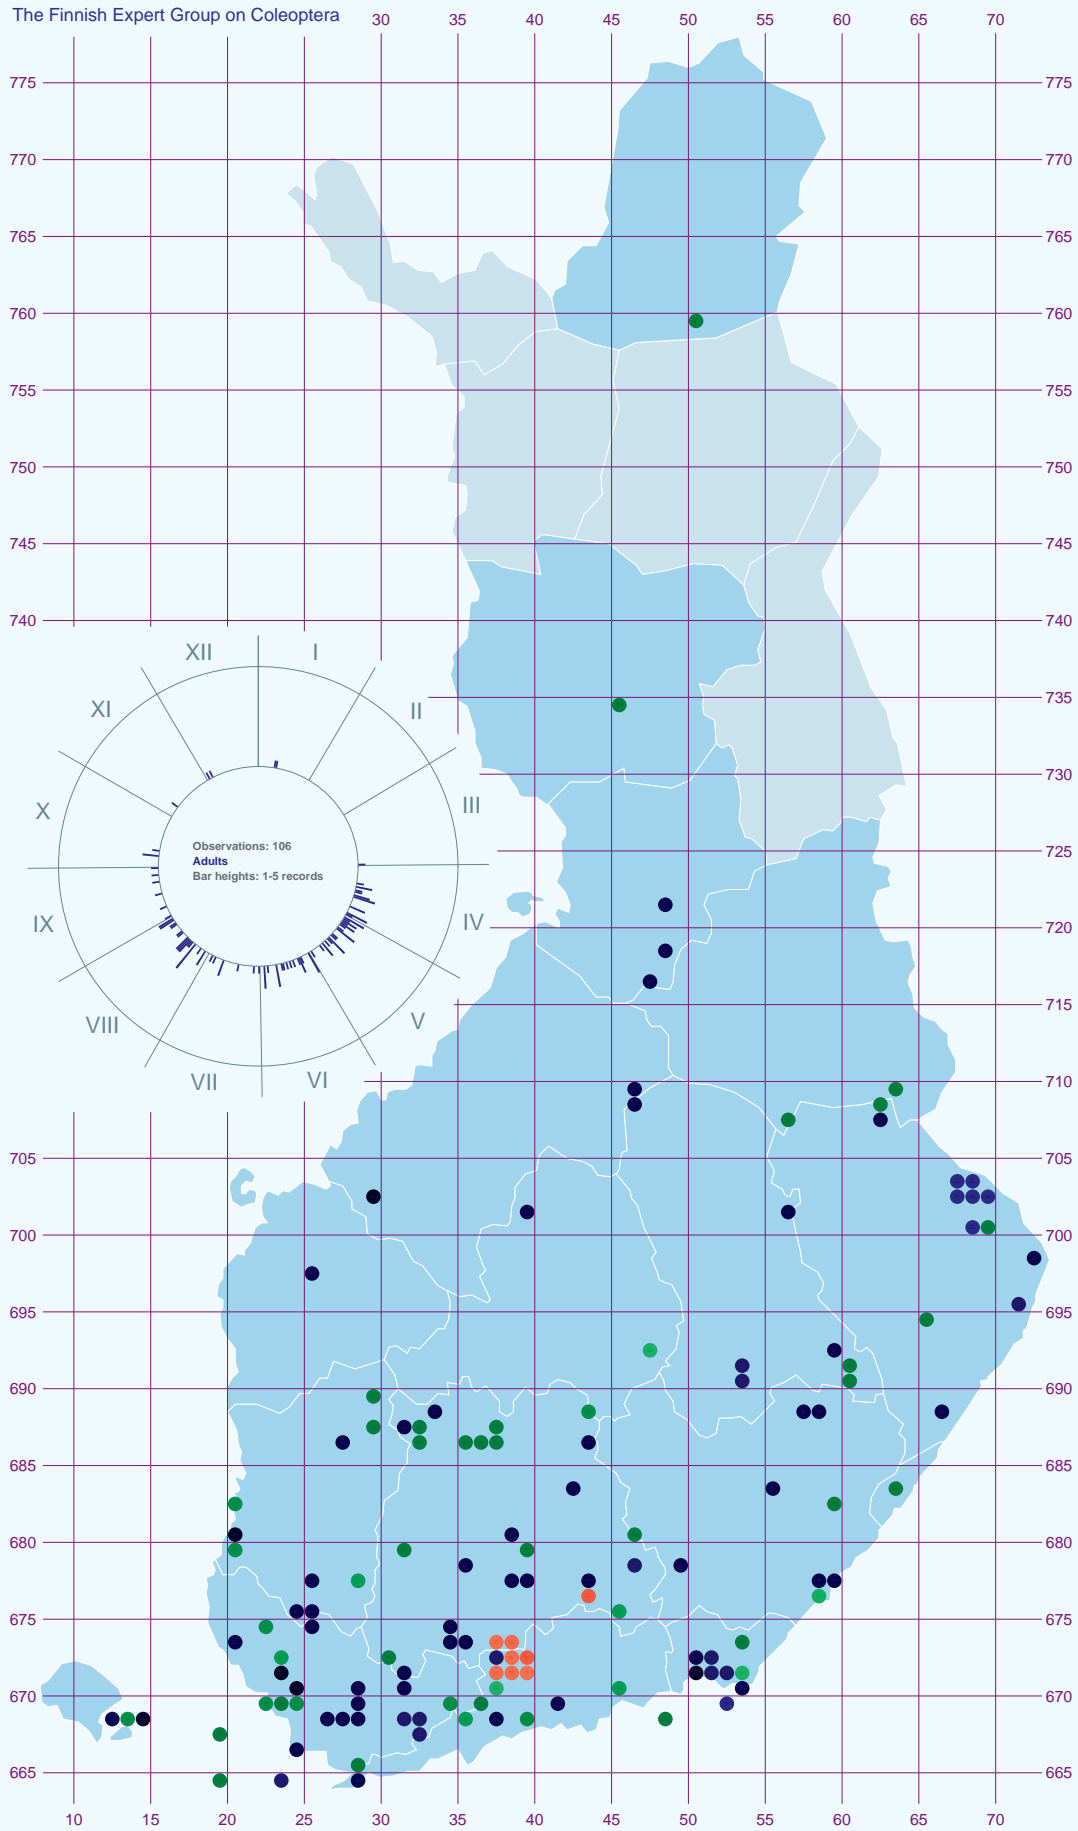 The Finnish Expert Group on Coleoptera
30 40 45 50 55 60 65 70
775 775
770 770
765 765
760 760
755 755
750 750
745 745
740 740
XII I
XI II
735
730
X III
Observations: 106
Adults
Bar heights: 1-5 records
725
IX IV
720
715
VIII V
VII VI
710
705 705
700 700
695 695
690 690
685 685
680 680
675 675
670 670
665 665
10 15 20 25 30 35 40 45 50 55 60 65 70